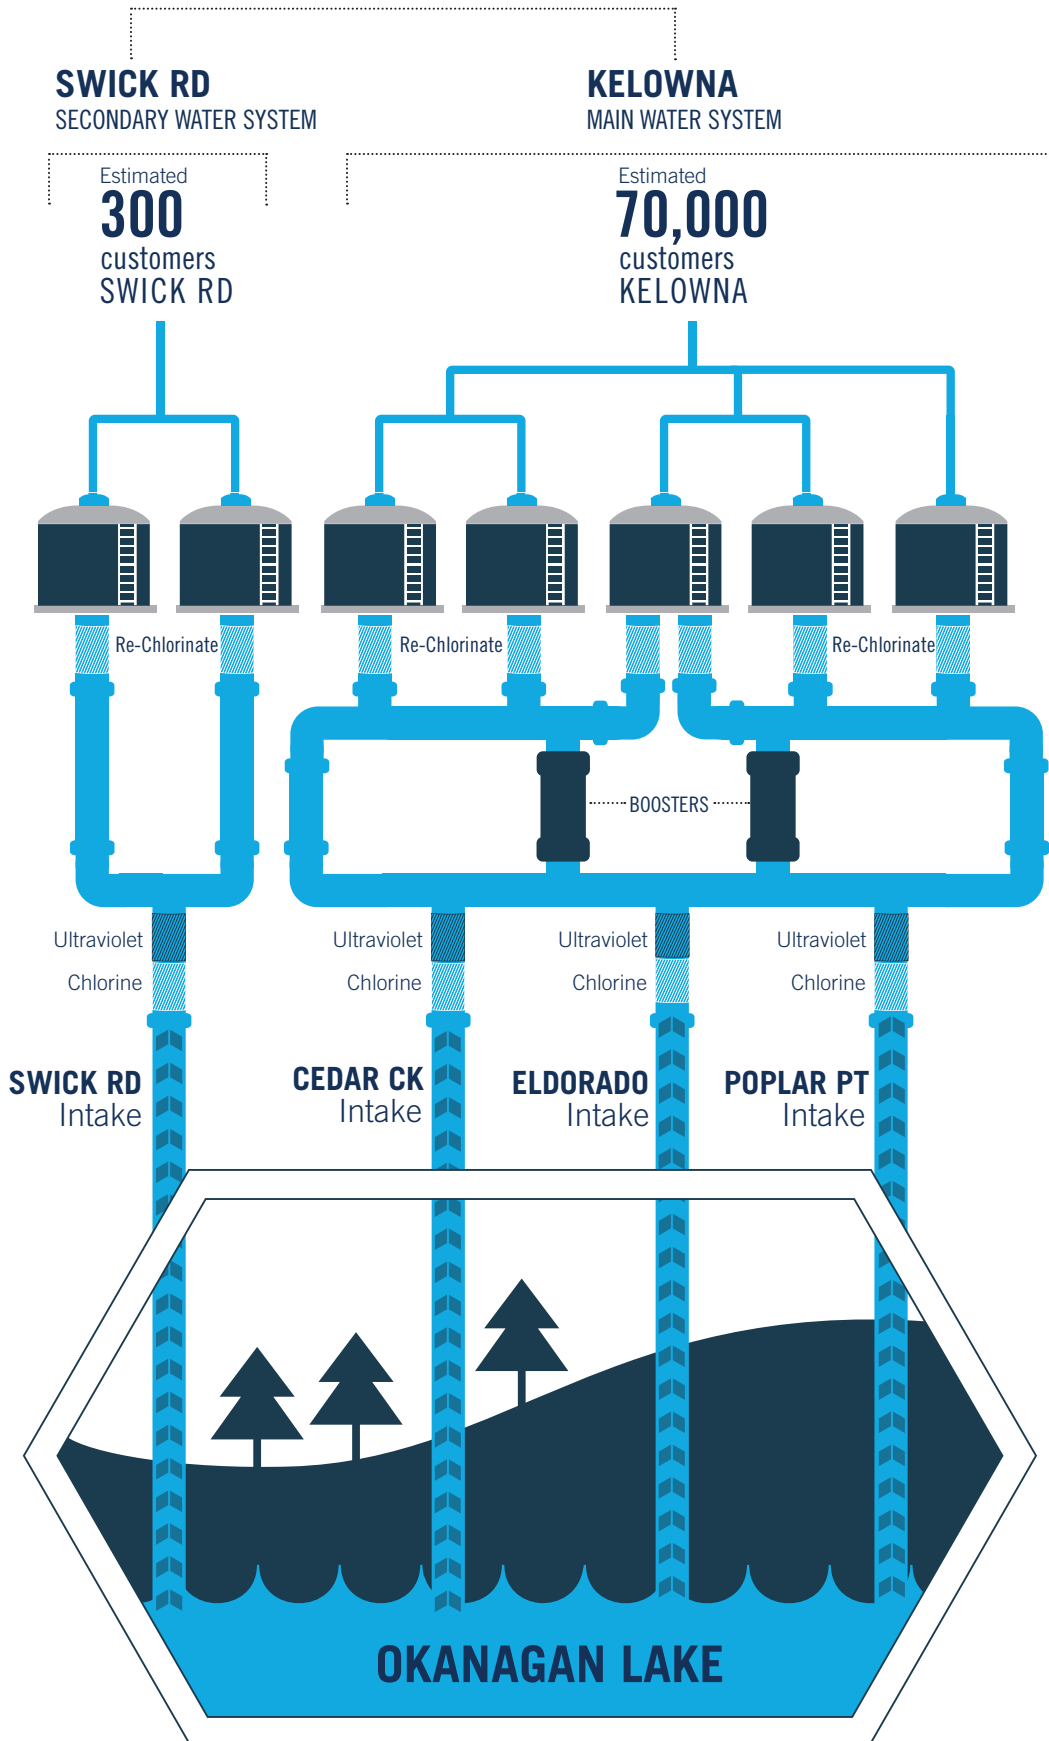 SWICK RD
SECONDARY WATER SYSTEM
KELOWNA
MAIN WATER SYSTEM
Estimated
300
customers
SWICK RD
Estimated
70,000
customers
KELOWNA
Re-Chlorinate
Re-Chlorinate
Re-Chlorinate
BOOSTERS
Ultraviolet
Chlorine
Ultraviolet
Chlorine
Ultraviolet
Chlorine
Ultraviolet
Chlorine
SWICK RD
Intake
CEDAR CK
Intake
ELDORADO
Intake
POPLAR PT
Intake
OKANAGAN LAKE